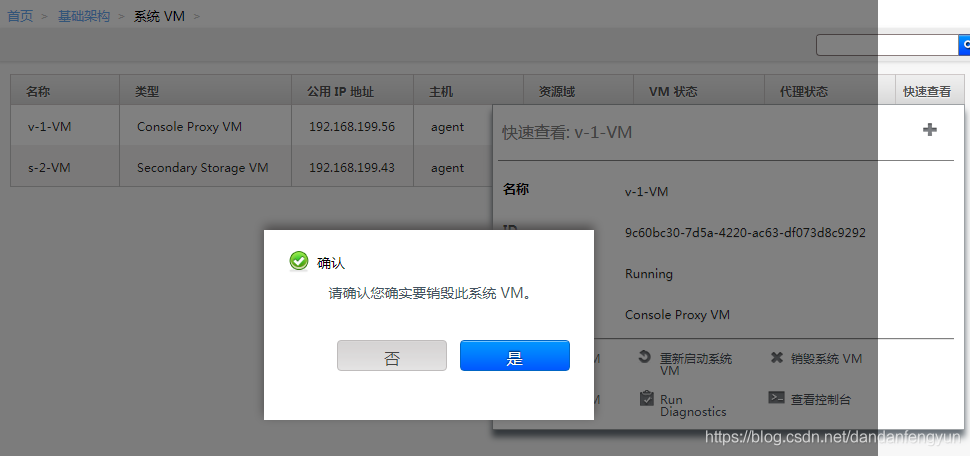 首页 > 基础架构 > 系统 VM >
名称 类型 公用 IP 地址 主机 资源域 VM 状态 代理状态 快速查看
v-1-VM Console Proxy VM 192.168.199.56 agent
s-2-VM Secondary Storage VM 192.168.199.43 agent
快速查看: v-1-VM
名称 v-1-VM
ID 9c60bc30-7d5a-4220-ac63-df073d8c9292
Running
Console Proxy VM
确认
请确认您确实要销毁此系统 VM。
否 是
重新启动系统
VM
销毁系统 VM
Run
Diagnostics
查看控制台
https://blog.csdn.net/dandanfengyun